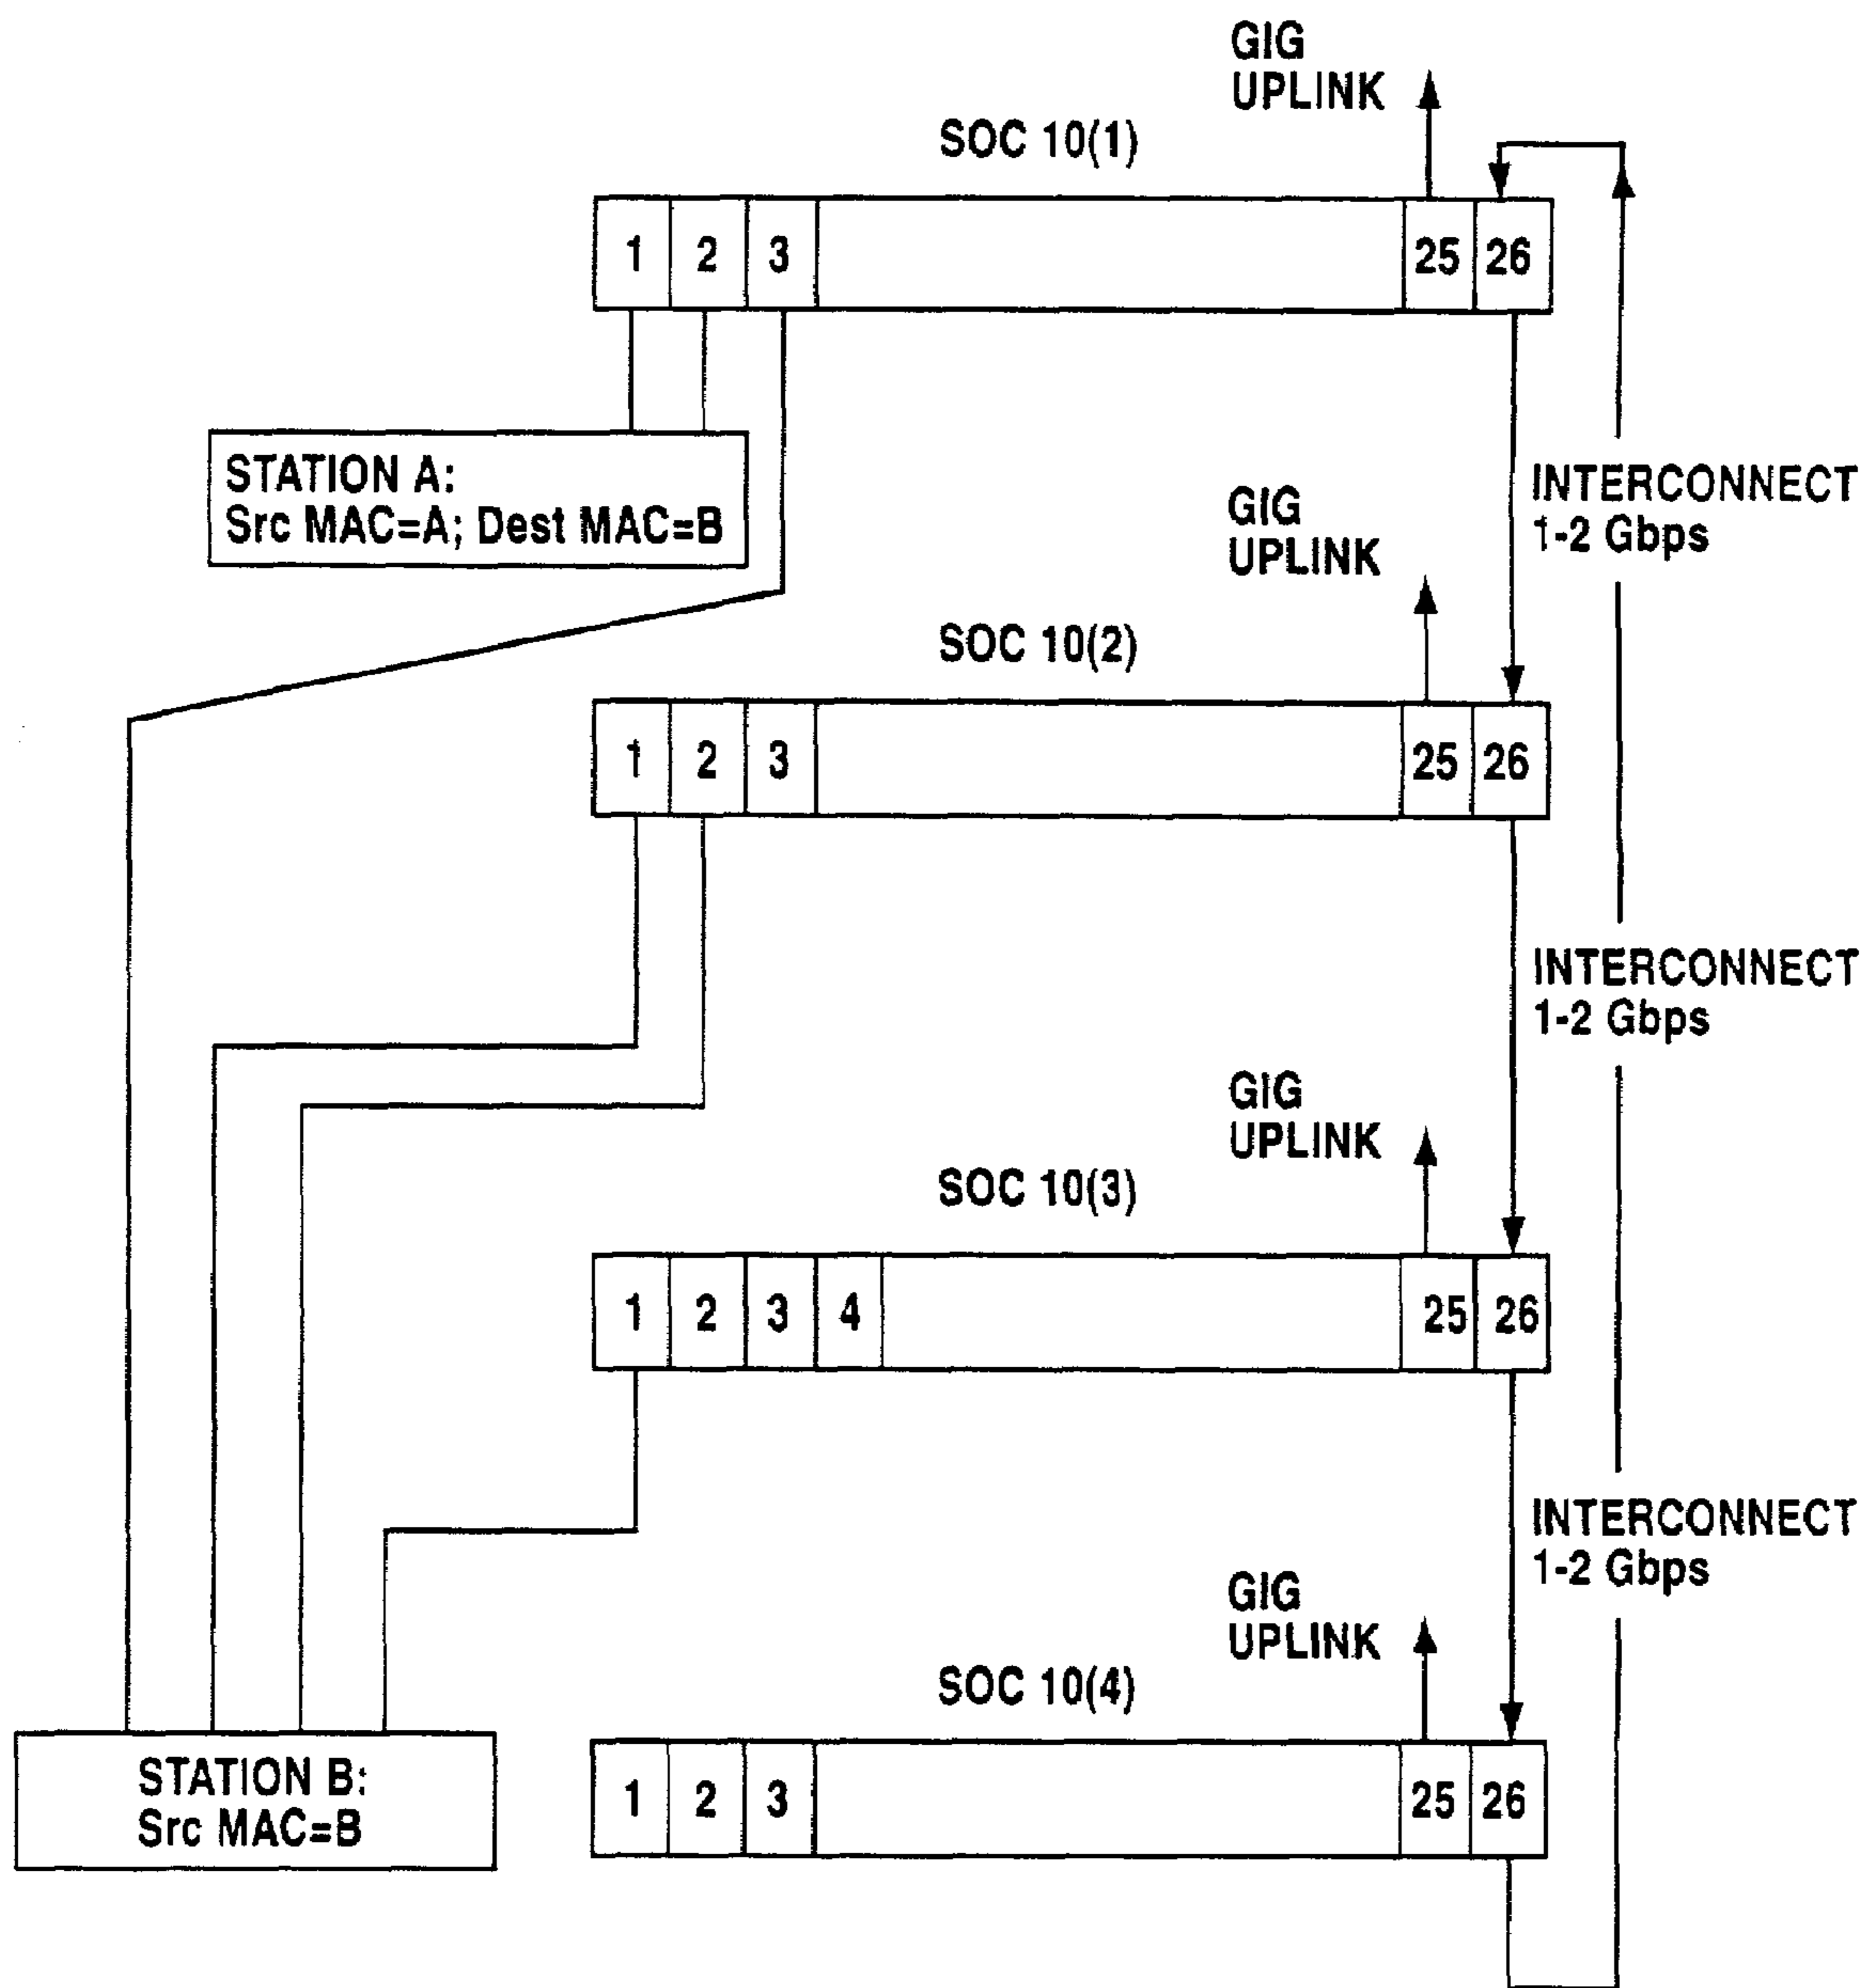 GIG
UPLINK
SOC 10(1)
1 2 3 25 26
STATION A:
Src MAC=A; Dest MAC=B
INTERCONNECT
1-2 Gbps
GIG
UPLINK
SOC 10(2)
1 2 3 25 26
INTERCONNECT
1-2 Gbps
GIG
UPLINK
SOC 10(3)
1 2 3 4 25 26
INTERCONNECT
1-2 Gbps
GIG
UPLINK
SOC 10(4)
1 2 3 25 26
STATION B:
Src MAC=B